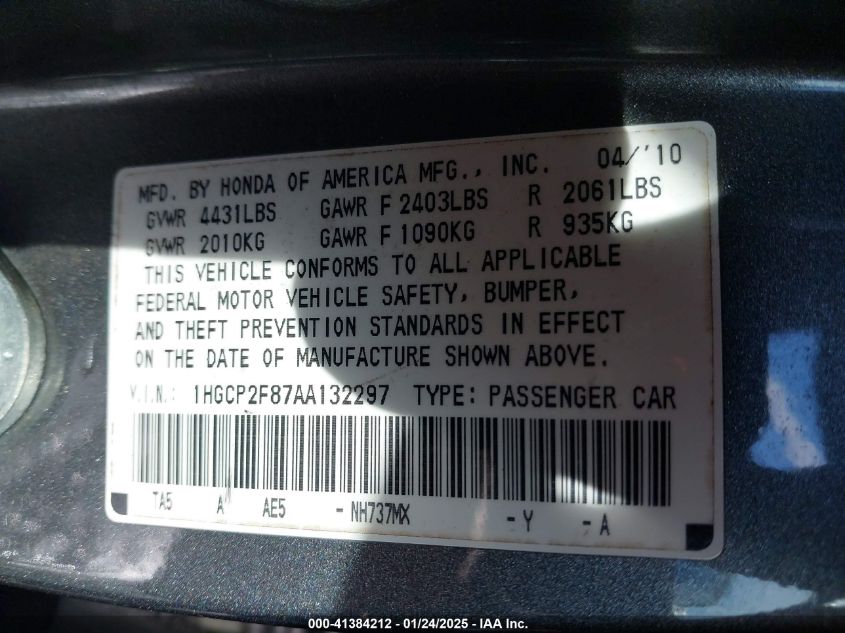 MFD. BY HONDA OF AMERICA MFG., INC. 04/'10
GVWR 4431LBS GAWR F 2403LBS R 2061LBS
GVWR 2010KG GAWR F 1090KG R 935KG
THIS VEHICLE CONFORMS TO ALL APPLICABLE
FEDERAL MOTOR VEHICLE SAFETY, BUMPER,
AND THEFT PREVENTION STANDARDS IN EFFECT
ON THE DATE OF MANUFACTURE SHOWN ABOVE.
V.I.N.: 1HGCP2F87AA132297 TYPE: PASSENGER CAR
TA5 A AE5 - NH737MX - Y - A
000-41384212 - 01/24/2025 - IAA Inc.